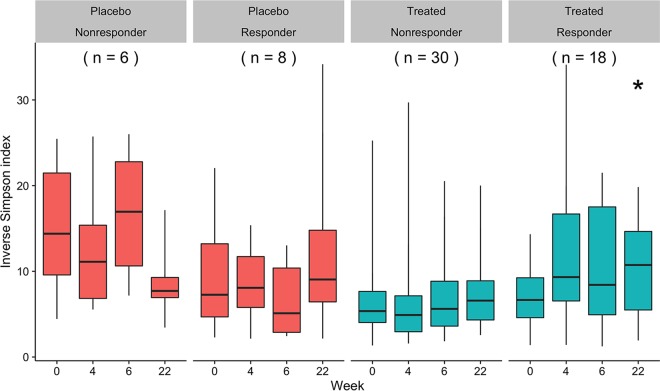 Placebo Placebo Treated Treated
Nonresponder Responder Nonresponder Responder
( n = 6 ) ( n = 8 ) ( n = 30 ) ( n = 18 )
*
30
20
10
0
Inverse Simpson index
0 4 6 22 0 4 6 22 0 4 6 22 0 4 6 22
Week